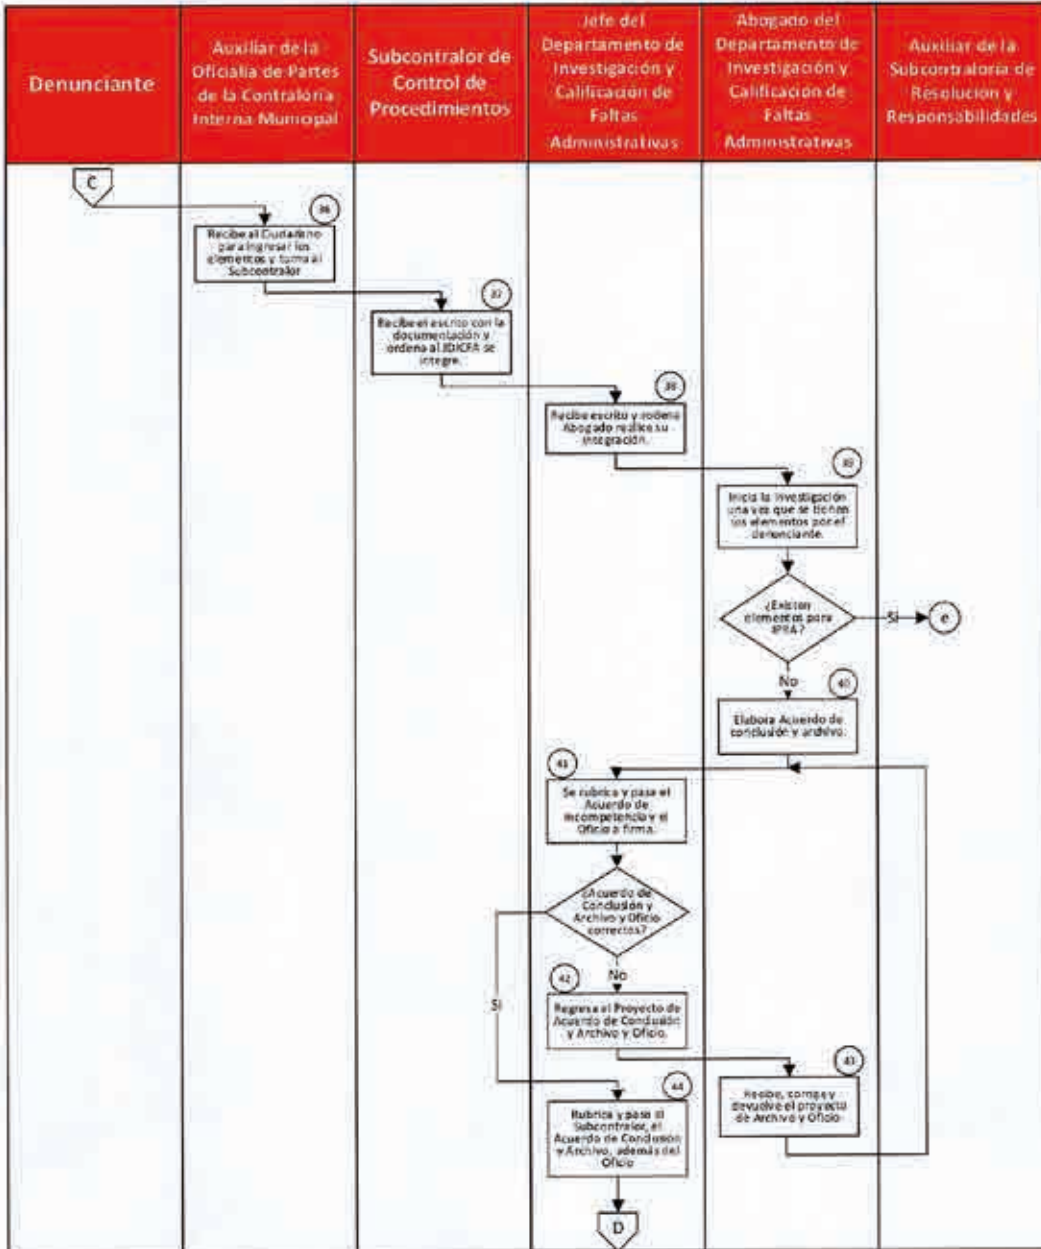 Denunciante
Auxiliar de la
Oficialía de Partes
de la Contraloría
Interna Municipal
Subcontralor de
Control de
Procedimientos
Jefe del
Departamento de
Investigación y
Calificación de
Faltas
Administrativas
Abogado del
Departamento de
Investigación y
Calificación de
Faltas
Administrativas
Auxiliar de la
Subcontraloría de
Resolución y
Responsabilidades
C
36
Recibe al Ciudadano
para ingresar los
elementos y turna al
Subcontralor
37
Recibe el escrito con la
documentación y
ordena al JDICFA se
integre.
38
Recibe escrito y ordena
Abogado realice su
integración.
39
Inicia la investigación
una vez que se tienen
los elementos por el
denunciante.
¿Existen
elementos para
IPRA?
Si
e
No
40
Elabora Acuerdo de
conclusión y archivo.
41
Se rubrica y pasa el
Acuerdo de
incompetencia y el
Oficio a firma.
¿Acuerdo de
Conclusión y
Archivo y Oficio
correctos?
Si
No
42
Regresa el Proyecto de
Acuerdo de Conclusión
y Archivo y Oficio.
43
Recibe, corrige y
devuelve el proyecto
de Archivo y Oficio
44
Rubrica y pasa al
Subcontralor, el
Acuerdo de Conclusión
y Archivo, además del
Oficio
D